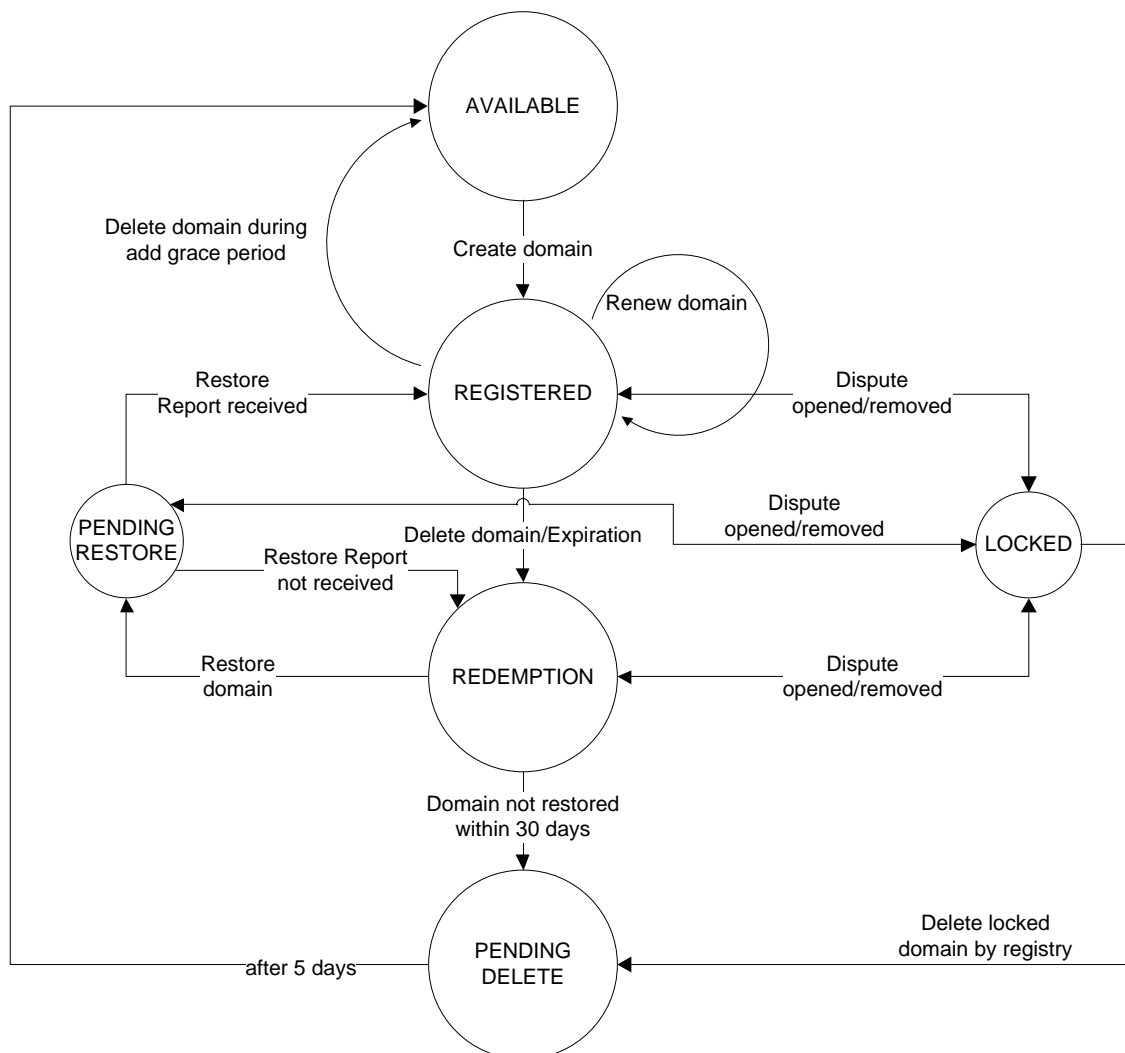 AVAILABLE
Delete domain during
add grace period
Create domain
Renew domain
Restore
Report received
REGISTERED
Dispute
opened/removed
PENDING
RESTORE
Dispute
opened/removed
LOCKED
Delete domain/Expiration
Restore Report
not received
Restore
domain
REDEMPTION
Dispute
opened/removed
Domain not restored
within 30 days
Delete locked
domain by registry
after 5 days
PENDING
DELETE